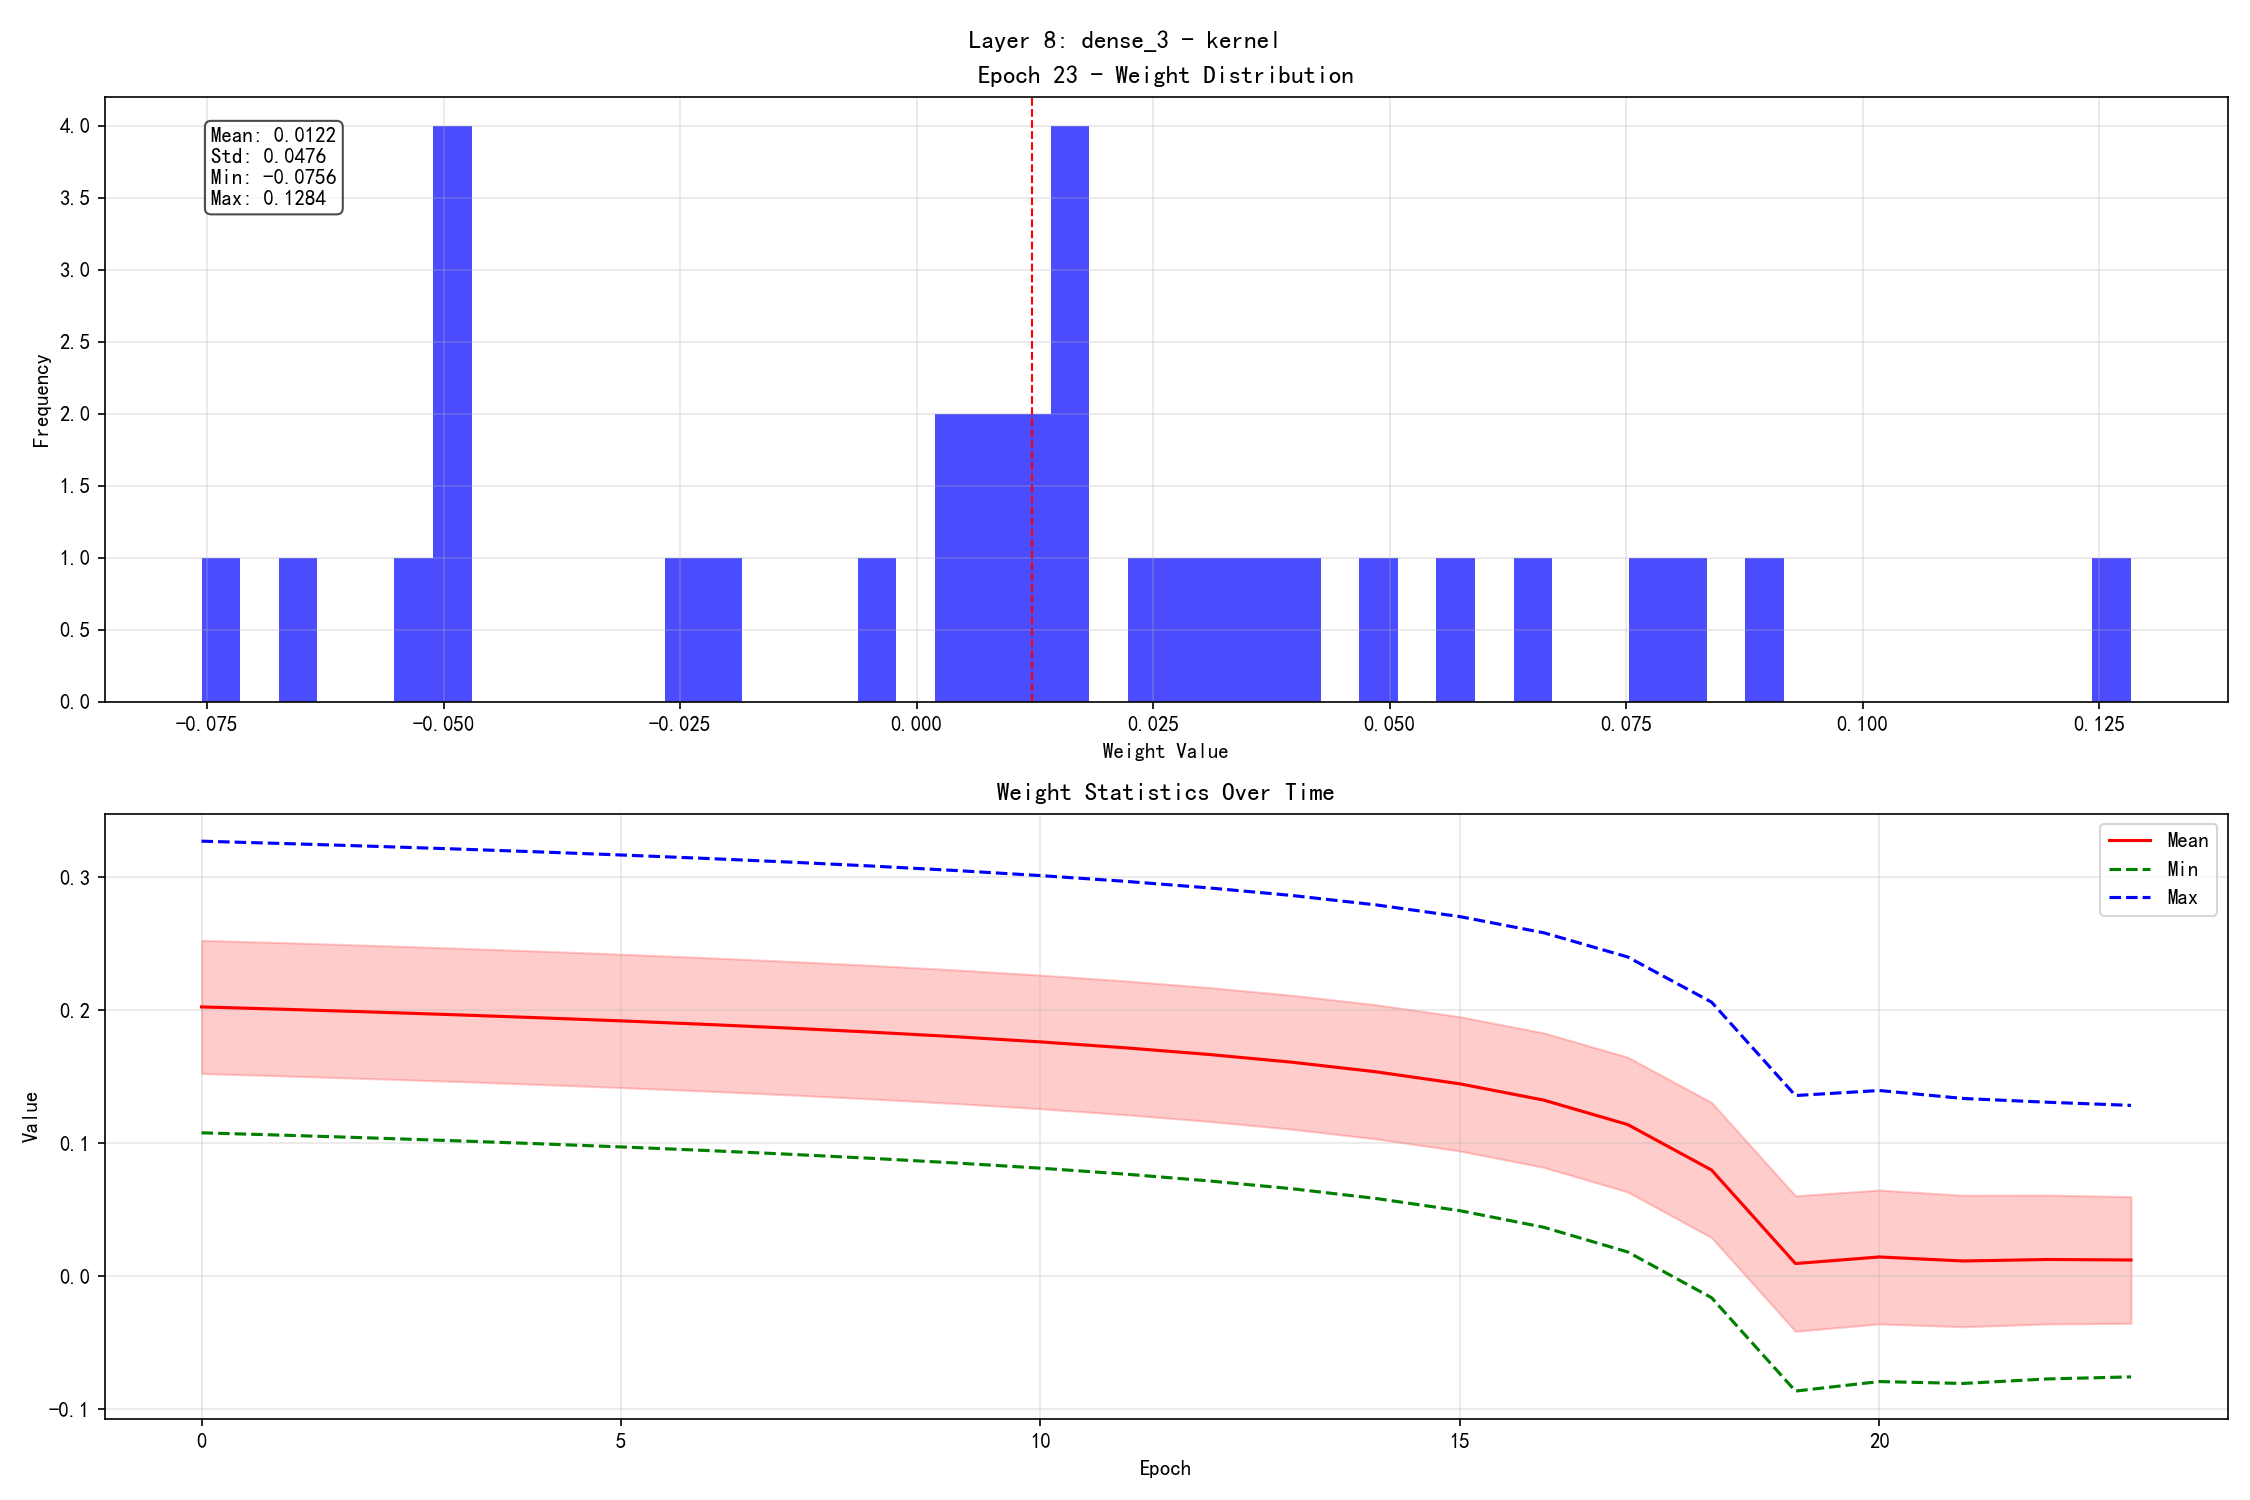 Layer 8: dense_3 - kernel
Epoch 23 - Weight Distribution
Mean: 0.0122
Std: 0.0476
Min: -0.0756
Max: 0.1284
Frequency
4.0
3.5
3.0
2.5
2.0
1.5
1.0
0.5
0.0
-0.075 -0.050 -0.025 0.000 0.025 0.050 0.075 0.100 0.125
Weight Value
Weight Statistics Over Time
Mean
Min
Max
Value
0.3
0.2
0.1
0.0
-0.1
0 5 10 15 20
Epoch